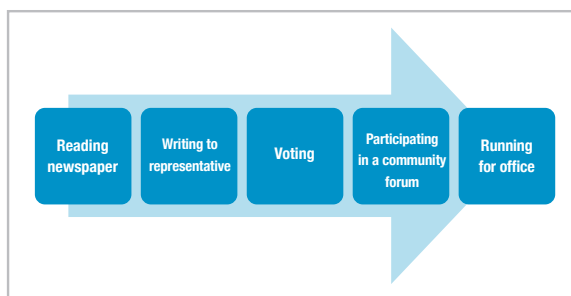 Reading
newspaper
Writing to
representative
Voting
Participating
in a community
forum
Running
for office